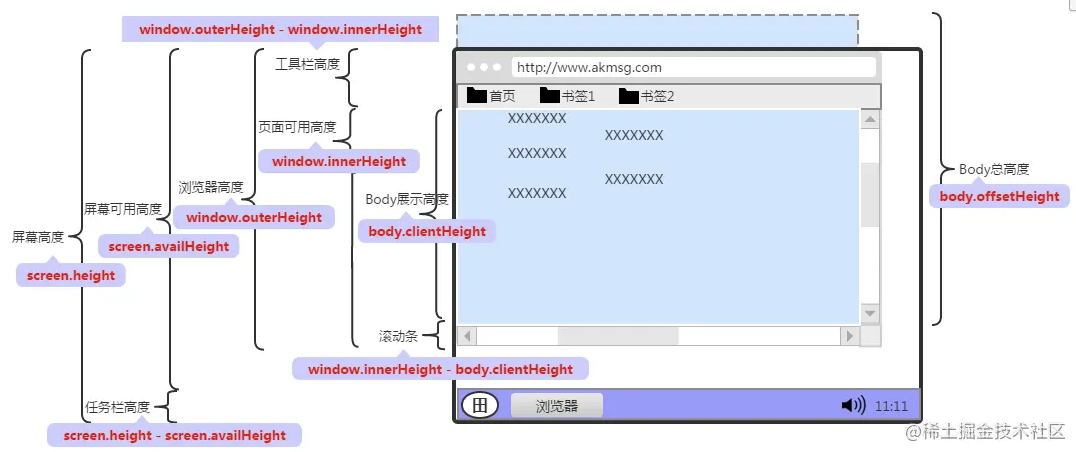 window.outerHeight - window.innerHeight
工具栏高度
http://www.akmsg.com
首页
书签1
书签2
页面可用高度
window.innerHeight
XXXXXXX
XXXXXXX
XXXXXXX
XXXXXXX
XXXXXXX
Body总高度
body.offsetHeight
浏览器高度
window.outerHeight
Body展示高度
body.clientHeight
屏幕可用高度
screen.availHeight
屏幕高度
screen.height
滚动条
window.innerHeight - body.clientHeight
任务栏高度
screen.height - screen.availHeight
田
浏览器
11:11
@稀土掘金技术社区